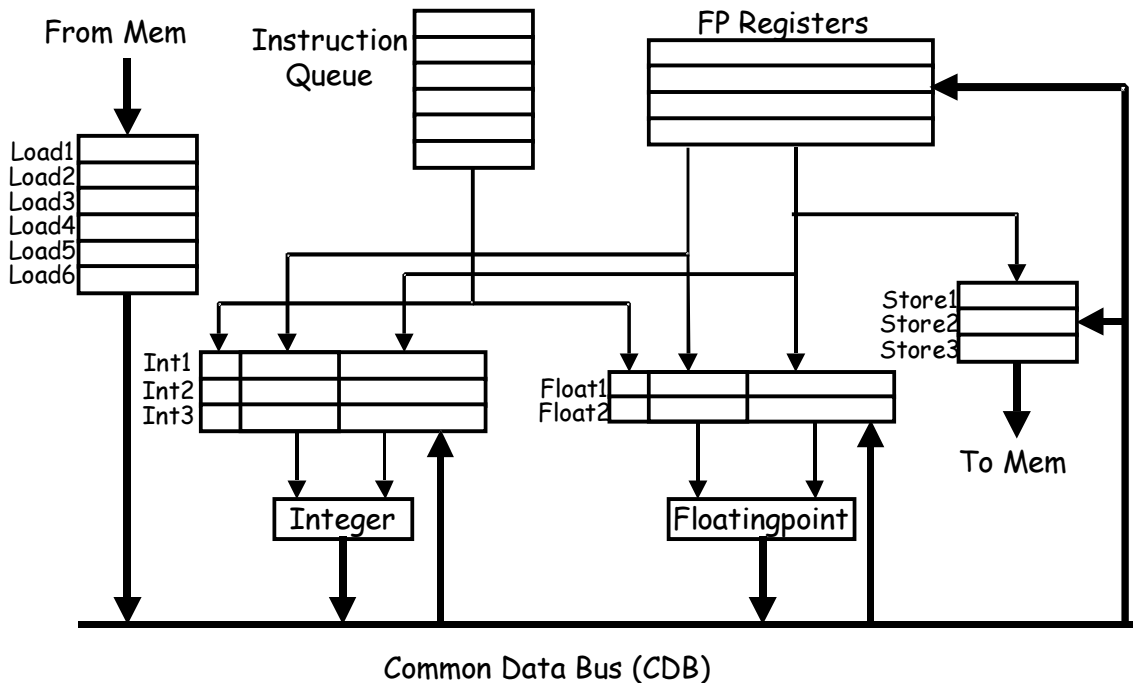 From Mem
Instruction
Queue
FP Registers
Load1
Load2
Load3
Load4
Load5
Load6
Store1
Store2
Store3
Int1
Int2
Int3
Float1
Float2
To Mem
Integer
Floatingpoint
Common Data Bus (CDB)